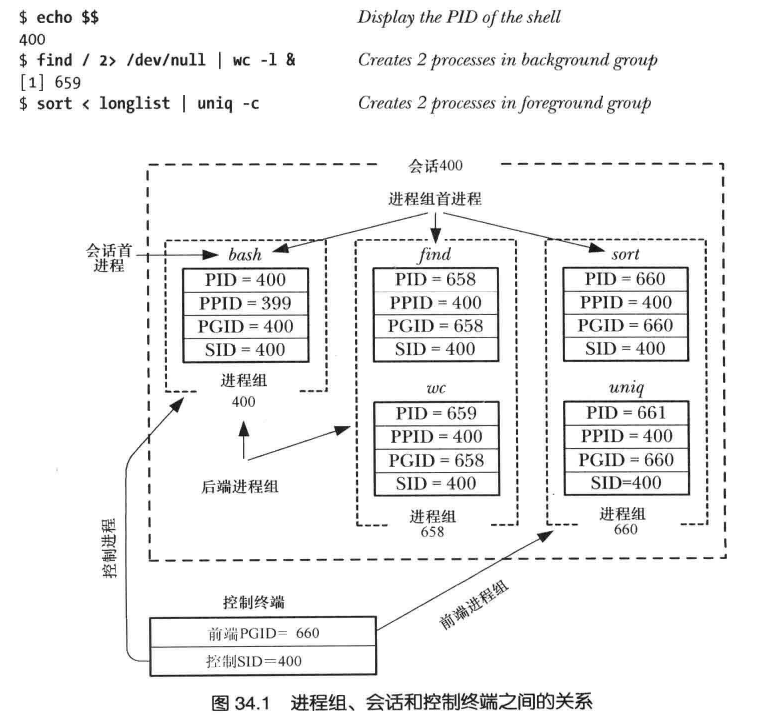 $ echo $$ Display the PID of the shell
400
$ find / 2> /dev/null | wc -l & Creates 2 processes in background group
[1] 659
$ sort < longlist | uniq -c Creates 2 processes in foreground group
会话400
进程组首进程
会话首
进程
bash
PID = 400
PPID = 399
PGID = 400
SID = 400
进程组
400
find
PID = 658
PPID = 400
PGID = 658
SID = 400
wc
PID = 659
PPID = 400
PGID = 658
SID = 400
进程组
658
sort
PID = 660
PPID = 400
PGID = 660
SID = 400
uniq
PID = 661
PPID = 400
PGID = 660
SID=400
进程组
660
后端进程组
控制进程
前端进程组
控制终端
前端PGID= 660
控制SID=400
图 34.1 进程组、会话和控制终端之间的关系